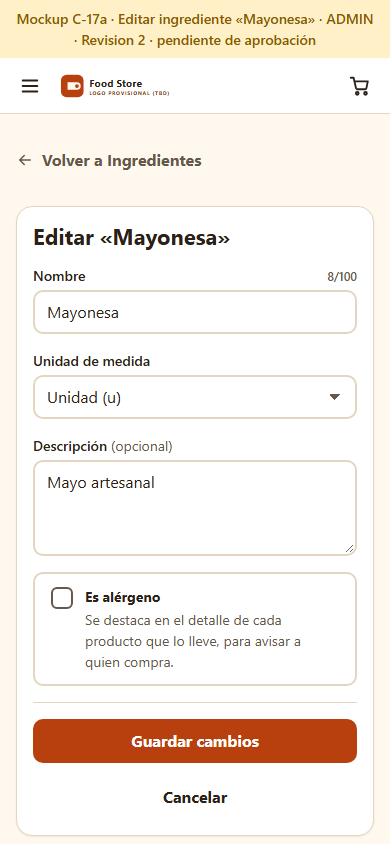 Mockup C-17a · Editar ingrediente «Mayonesa» · ADMIN
· Revision 2 · pendiente de aprobación
Food Store
LOGO PROVISIONAL (TBD)
← Volver a Ingredientes
Editar «Mayonesa»
Nombre 8/100
Mayonesa
Unidad de medida
Unidad (u)
Descripción (opcional)
Mayo artesanal
Es alérgeno
Se destaca en el detalle de cada
producto que lo lleve, para avisar a
quien compra.
Guardar cambios
Cancelar